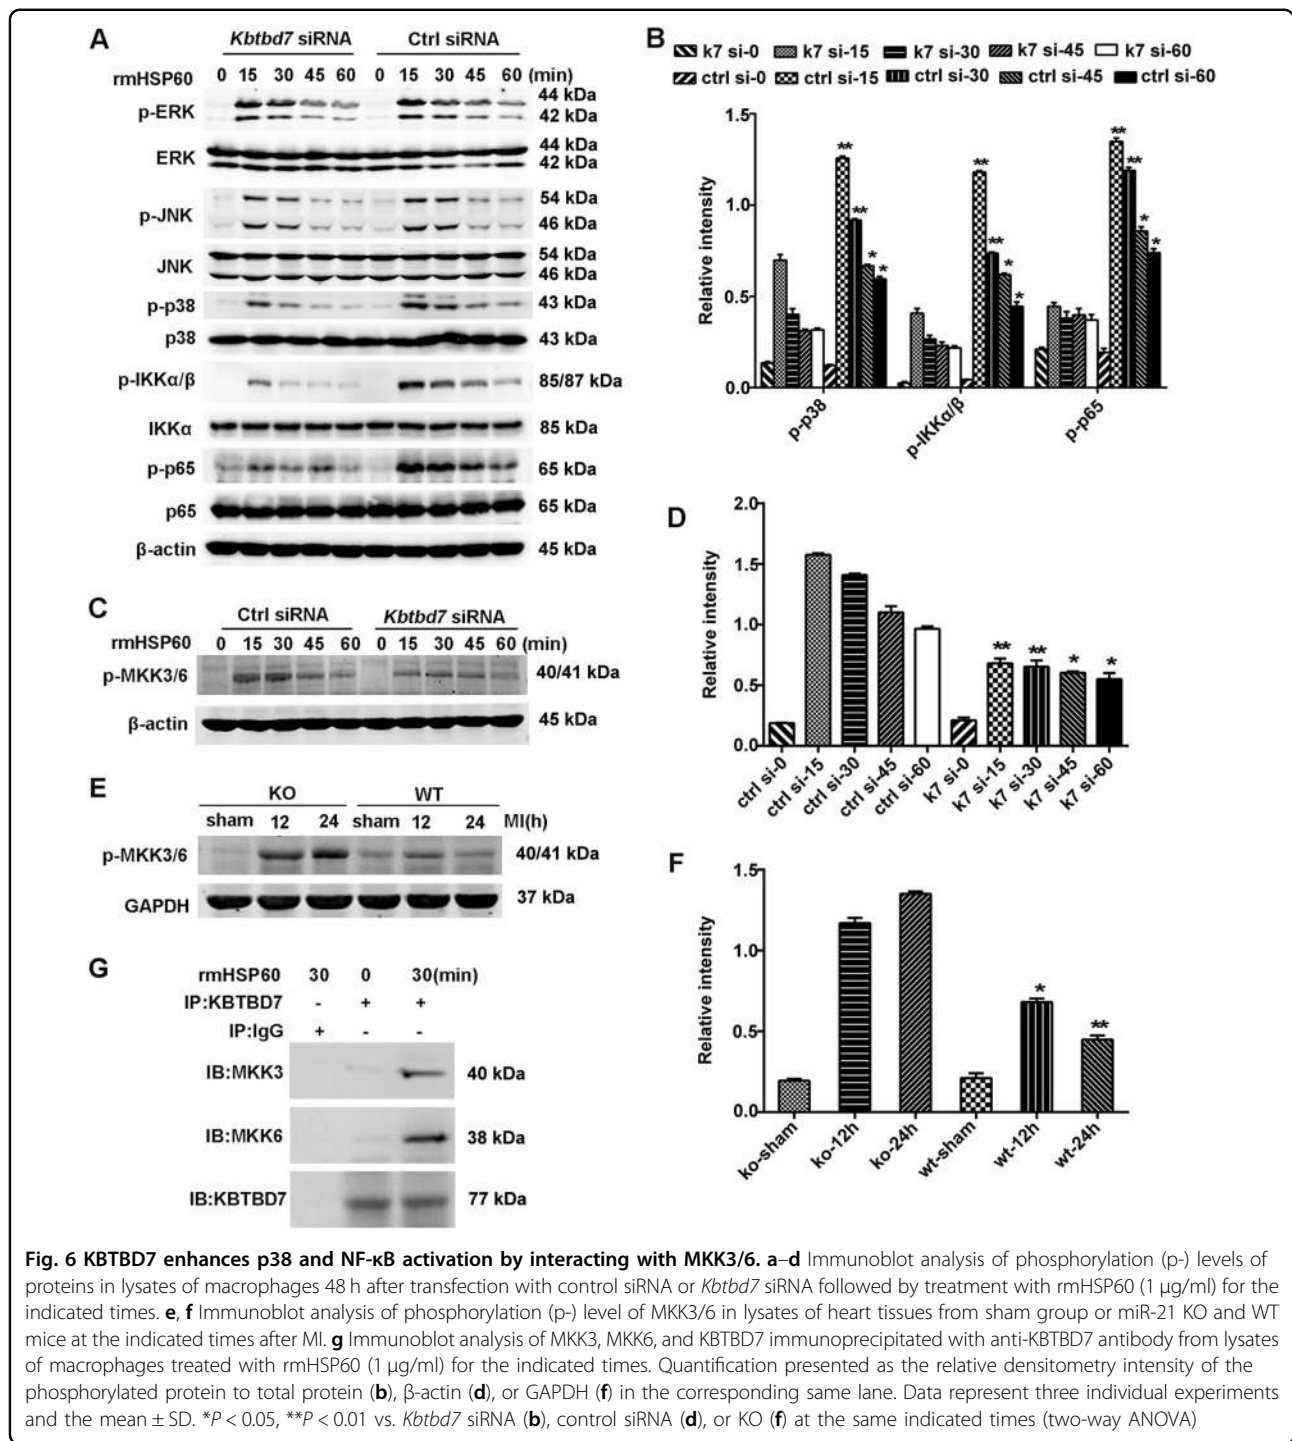 A
Kbtbd7 siRNA Ctrl siRNA
rmHSP60 0 15 30 45 60 0 15 30 45 60 (min)
p-ERK 44 kDa
42 kDa
ERK 44 kDa
42 kDa
p-JNK 54 kDa
46 kDa
JNK 54 kDa
46 kDa
p-p38 43 kDa
p38 43 kDa
p-IKKα/β 85/87 kDa
IKKα 85 kDa
p-p65 65 kDa
p65 65 kDa
β-actin 45 kDa
B
k7 si-0 k7 si-15 k7 si-30 k7 si-45 k7 si-60
ctrl si-0 ctrl si-15 ctrl si-30 ctrl si-45 ctrl si-60
Relative intensity
1.5
1.0
0.5
0.0
** ** * *
** ** * *
** ** * *
p-p38 p-IKKα/β p-p65
C
Ctrl siRNA Kbtbd7 siRNA
rmHSP60 0 15 30 45 60 0 15 30 45 60 (min)
p-MKK3/6 40/41 kDa
β-actin 45 kDa
D
Relative intensity
2.0
1.5
1.0
0.5
0.0
** ** * *
ctrl si-0 ctrl si-15 ctrl si-30 ctrl si-45 ctrl si-60 k7 si-0 k7 si-15 k7 si-30 k7 si-45 k7 si-60
E
KO WT
sham 12 24 sham 12 24 MI(h)
p-MKK3/6 40/41 kDa
GAPDH 37 kDa
F
Relative intensity
1.5
1.0
0.5
0.0
* **
ko-sham ko-12h ko-24h wt-sham wt-12h wt-24h
G
rmHSP60 30 0 30(min)
IP:KBTBD7 - + +
IP:IgG + - -
IB:MKK3 40 kDa
IB:MKK6 38 kDa
IB:KBTBD7 77 kDa
Fig. 6 KBTBD7 enhances p38 and NF-κB activation by interacting with MKK3/6. a–d Immunoblot analysis of phosphorylation (p-) levels of
proteins in lysates of macrophages 48 h after transfection with control siRNA or Kbtbd7 siRNA followed by treatment with rmHSP60 (1 μg/ml) for the
indicated times. e, f Immunoblot analysis of phosphorylation (p-) level of MKK3/6 in lysates of heart tissues from sham group or miR-21 KO and WT
mice at the indicated times after MI. g Immunoblot analysis of MKK3, MKK6, and KBTBD7 immunoprecipitated with anti-KBTBD7 antibody from lysates
of macrophages treated with rmHSP60 (1 μg/ml) for the indicated times. Quantification presented as the relative densitometry intensity of the
phosphorylated protein to total protein (b), β-actin (d), or GAPDH (f) in the corresponding same lane. Data represent three individual experiments
and the mean ± SD. *P < 0.05, **P < 0.01 vs. Kbtbd7 siRNA (b), control siRNA (d), or KO (f) at the same indicated times (two-way ANOVA)